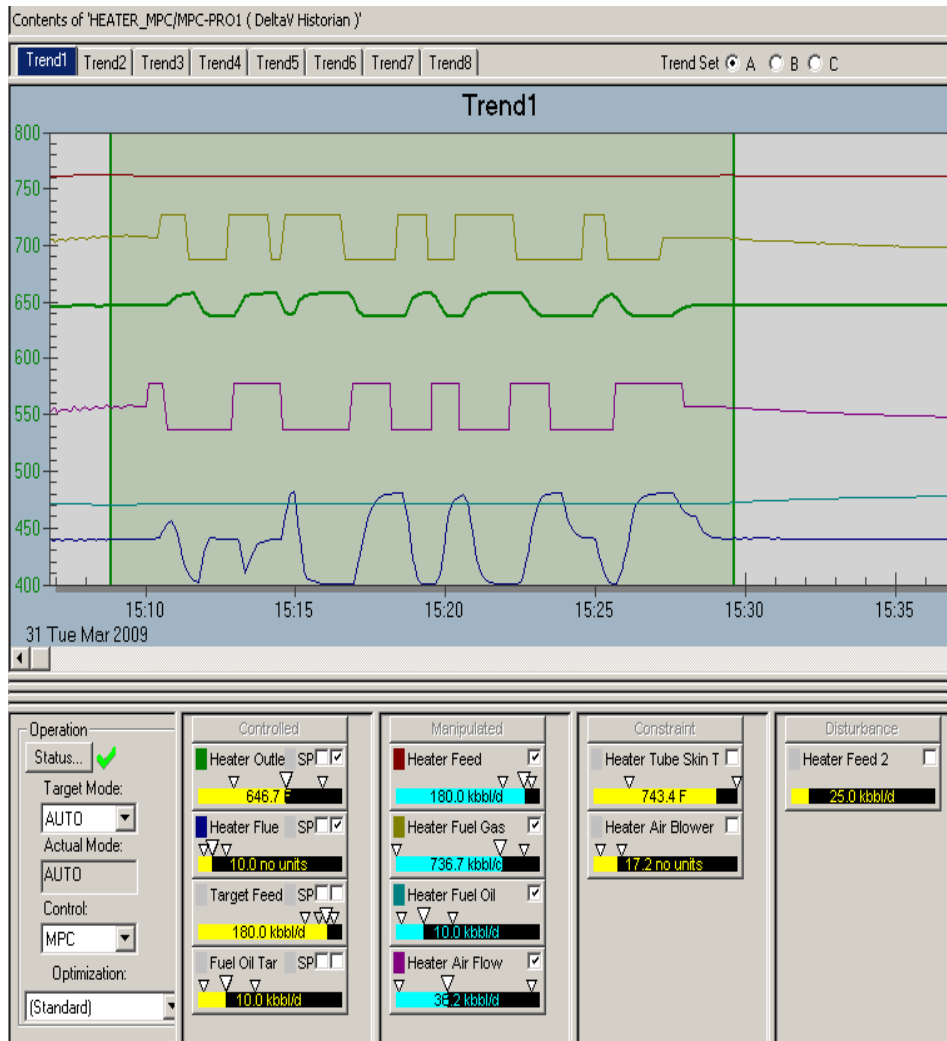 Contents of 'HEATER_MPC/MPC-PRO1 ( DeltaV Historian )'
Trend1 Trend2 Trend3 Trend4 Trend5 Trend6 Trend7 Trend8 Trend Set A B C
Trend1
800
750
700
650
600
550
500
450
400
15:10 15:15 15:20 15:25 15:30 15:35
31 Tue Mar 2009
Operation
Status...
Target Mode:
AUTO
Actual Mode:
AUTO
Control:
MPC
Optimization:
(Standard)
Controlled
Heater Outle SP
646.7 F
Heater Flue SP
10.0 no units
Target Feed SP
180.0 kbbl/d
Fuel Oil Tar SP
10.0 kbbl/d
Manipulated
Heater Feed
180.0 kbbl/d
Heater Fuel Gas
736.7 kbbl/d
Heater Fuel Oil
10.0 kbbl/d
Heater Air Flow
36.2 kbbl/d
Constraint
Heater Tube Skin T
743.4 F
Heater Air Blower
17.2 no units
Disturbance
Heater Feed 2
25.0 kbbl/d